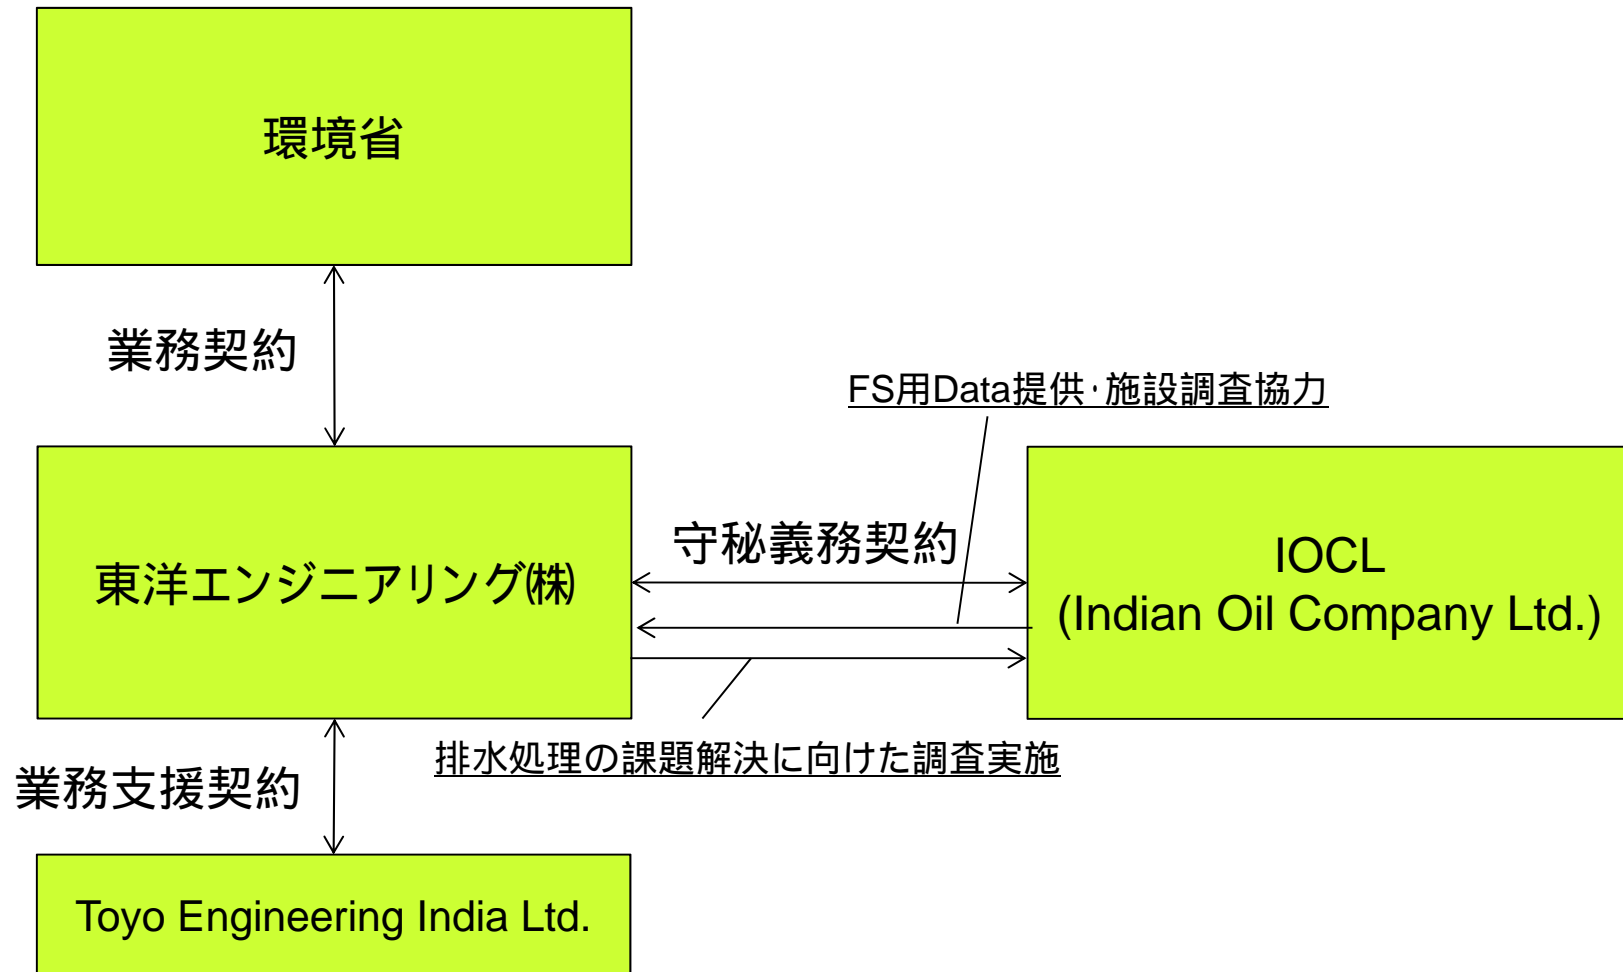 環境省
業務契約
FS用Data提供・施設調査協力
守秘義務契約
東洋エンジニアリング㈱
IOCL
(Indian Oil Company Ltd.)
排水処理の課題解決に向けた調査実施
業務支援契約
Toyo Engineering India Ltd.